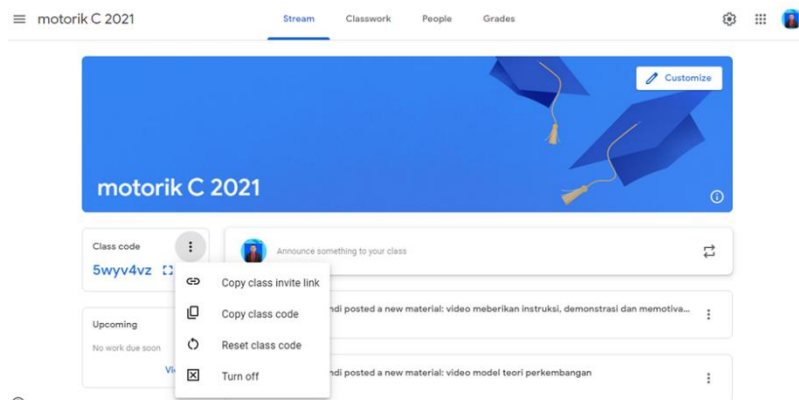 motorik C 2021
Stream Classwork People Grades
Customize
motorik C 2021
Class code
5wyv4vz
Announce something to your class
Copy class invite link
Copy class code
Reset class code
Turn off
Upcoming
No work due soon
posted a new material: video meberikan instruksi, demonstrasi dan memotiva...
posted a new material: video model teori perkembangan